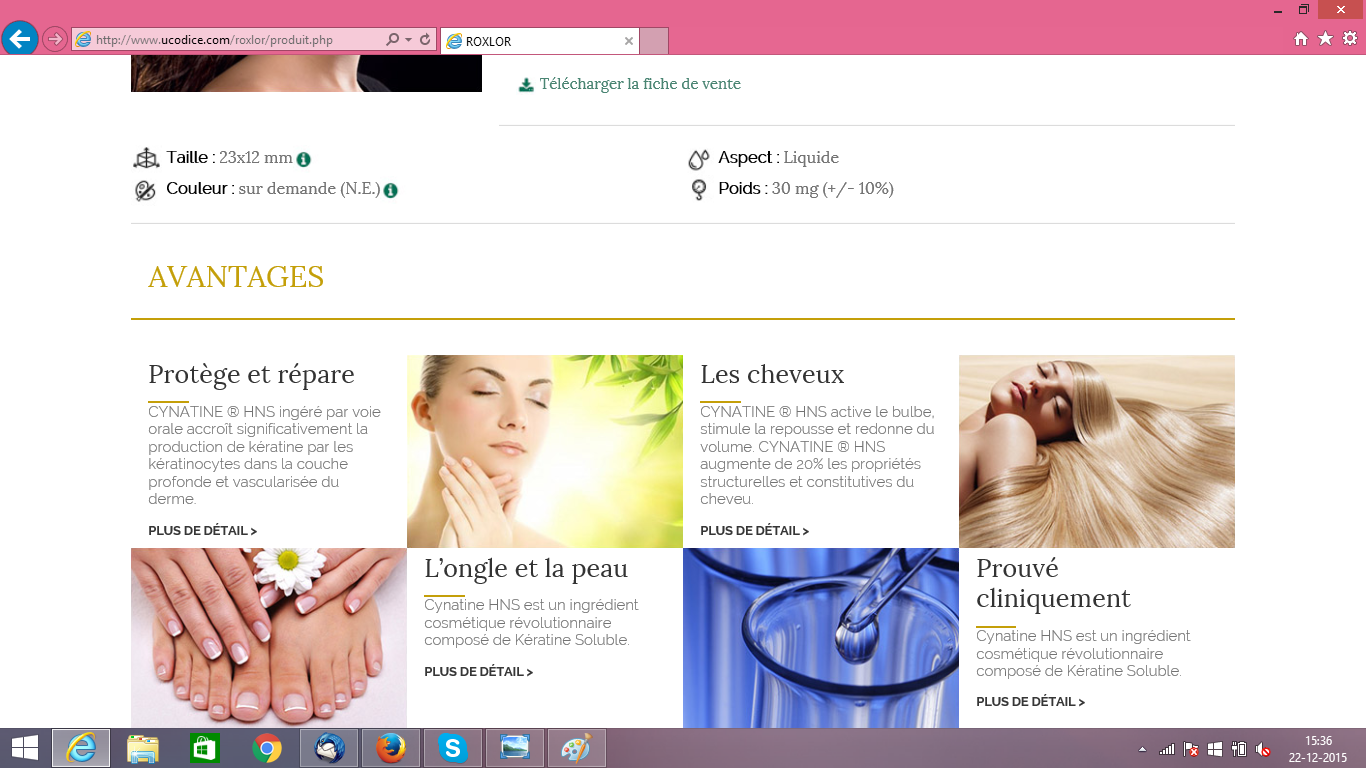 http://www.ucodice.com/roxlor/produit.php
ROXLOR
Télécharger la fiche de vente
Taille : 23x12 mm
Aspect : Liquide
Couleur : sur demande (N.E.)
Poids : 30 mg (+/- 10%)
AVANTAGES
Protège et répare
CYNATINE ® HNS ingéré par voie
orale accroît significativement la
production de kératine par les
kératinocytes dans la couche
profonde et vascularisée du
derme.
PLUS DE DÉTAIL >
Les cheveux
CYNATINE ® HNS active le bulbe,
stimule la repousse et redonne du
volume. CYNATINE ® HNS
augmente de 20% les propriétés
structurelles et constitutives du
cheveu.
PLUS DE DÉTAIL >
L'ongle et la peau
Cynatine HNS est un ingrédient
cosmétique révolutionnaire
composé de Kératine Soluble.
PLUS DE DÉTAIL >
Prouvé
cliniquement
Cynatine HNS est un ingrédient
cosmétique révolutionnaire
composé de Kératine Soluble.
PLUS DE DÉTAIL >
15:36
22-12-2015